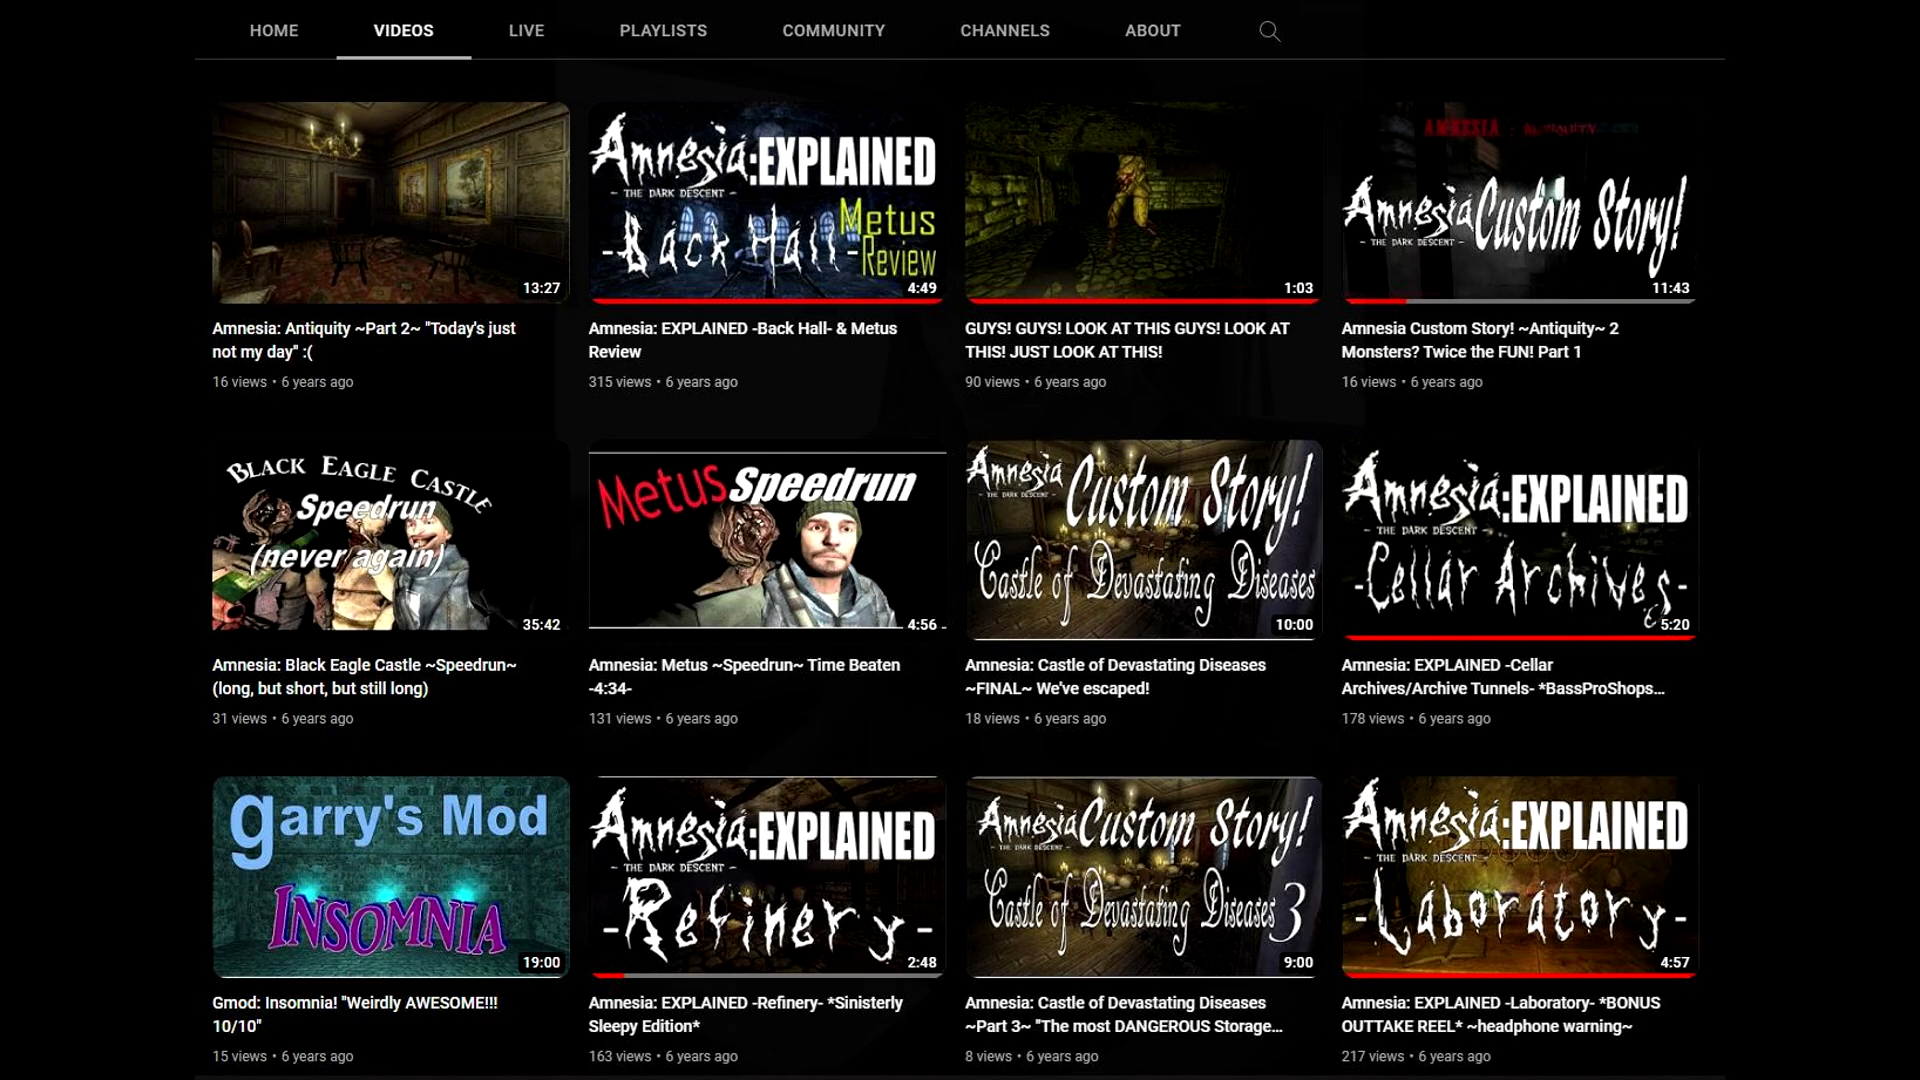 HOME
VIDEOS
LIVE
PLAYLISTS
COMMUNITY
CHANNELS
ABOUT
13:27
Amnesia: Antiquity ~Part 2~ "Today's just
not my day" :(
16 views • 6 years ago
Amnesia:EXPLAINED
- THE DARK DESCENT -
-Back Hall-
Metus
Review
4:49
Amnesia: EXPLAINED -Back Hall- & Metus
Review
315 views • 6 years ago
1:03
GUYS! GUYS! LOOK AT THIS GUYS! LOOK AT
THIS! JUST LOOK AT THIS!
90 views • 6 years ago
AMNESIA : ANTIQUITY
Amnesia Custom Story!
- THE DARK DESCENT -
11:43
Amnesia Custom Story! ~Antiquity~ 2
Monsters? Twice the FUN! Part 1
16 views • 6 years ago
BLACK EAGLE CASTLE
Speedrun
(never again)
35:42
Amnesia: Black Eagle Castle ~Speedrun~
(long, but short, but still long)
31 views • 6 years ago
Metus Speedrun
4:56
Amnesia: Metus ~Speedrun~ Time Beaten
-4:34-
131 views • 6 years ago
Amnesia Custom Story!
- THE DARK DESCENT -
Castle of Devastating Diseases
10:00
Amnesia: Castle of Devastating Diseases
~FINAL~ We've escaped!
18 views • 6 years ago
Amnesia:EXPLAINED
- THE DARK DESCENT -
-Cellar Archives-
5:20
Amnesia: EXPLAINED -Cellar
Archives/Archive Tunnels- *BassProShops...
178 views • 6 years ago
garry's Mod
INSOMNIA
19:00
Gmod: Insomnia! "Weirdly AWESOME!!!
10/10"
15 views • 6 years ago
Amnesia:EXPLAINED
- THE DARK DESCENT -
-Refinery-
2:48
Amnesia: EXPLAINED -Refinery- *Sinisterly
Sleepy Edition*
163 views • 6 years ago
Amnesia Custom Story!
- THE DARK DESCENT -
Castle of Devastating Diseases 3
9:00
Amnesia: Castle of Devastating Diseases
~Part 3~ "The most DANGEROUS Storage...
8 views • 6 years ago
Amnesia:EXPLAINED
- THE DARK DESCENT -
-Laboratory-
4:57
Amnesia: EXPLAINED -Laboratory- *BONUS
OUTTAKE REEL* ~headphone warning~
217 views • 6 years ago